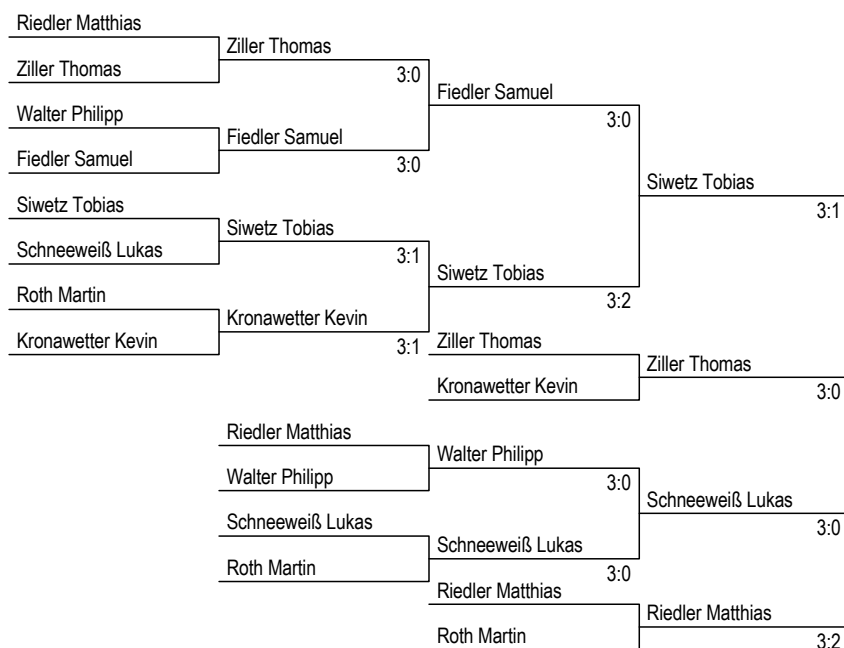 Riedler Matthias
Ziller Thomas
Ziller Thomas
3:0
Fiedler Samuel
Walter Philipp
3:0
Fiedler Samuel
Fiedler Samuel
3:0
Siwetz Tobias
Siwetz Tobias
3:1
Siwetz Tobias
Schneeweiß Lukas
3:1
Siwetz Tobias
Roth Martin
3:2
Kronawetter Kevin
Kronawetter Kevin
3:1
Ziller Thomas
Ziller Thomas
Kronawetter Kevin
3:0
Riedler Matthias
Walter Philipp
Walter Philipp
3:0
Schneeweiß Lukas
Schneeweiß Lukas
3:0
Schneeweiß Lukas
Roth Martin
3:0
Riedler Matthias
Riedler Matthias
Roth Martin
3:2